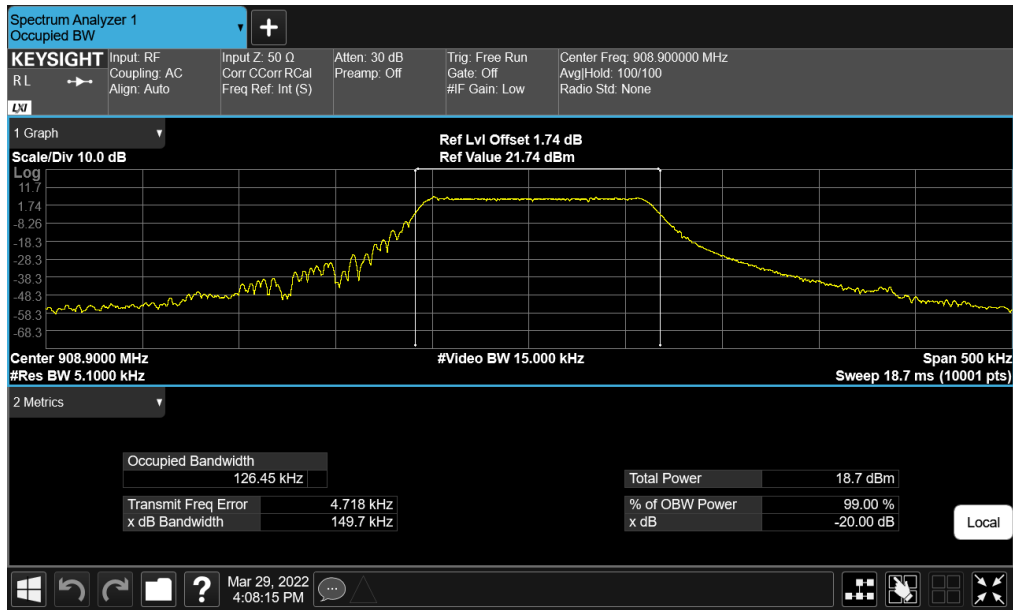 Spectrum Analyzer 1
Occupied BW
KEYSIGHT
R L
LXI
Input: RF
Coupling: AC
Align: Auto
Input Z: 50 Ω
Corr CCorr RCal
Freq Ref: Int (S)
Atten: 30 dB
Preamp: Off
Trig: Free Run
Gate: Off
#IF Gain: Low
Center Freq: 908.900000 MHz
Avg|Hold: 100/100
Radio Std: None
1 Graph
Scale/Div 10.0 dB
Ref Lvl Offset 1.74 dB
Ref Value 21.74 dBm
Log
11.7
1.74
-8.26
-18.3
-28.3
-38.3
-48.3
-58.3
-68.3
Center 908.9000 MHz
#Res BW 5.1000 kHz
#Video BW 15.000 kHz
Span 500 kHz
Sweep 18.7 ms (10001 pts)
2 Metrics
Occupied Bandwidth
126.45 kHz
Transmit Freq Error 4.718 kHz
x dB Bandwidth 149.7 kHz
Total Power 18.7 dBm
% of OBW Power 99.00 %
x dB -20.00 dB
Local
?
Mar 29, 2022
4:08:15 PM